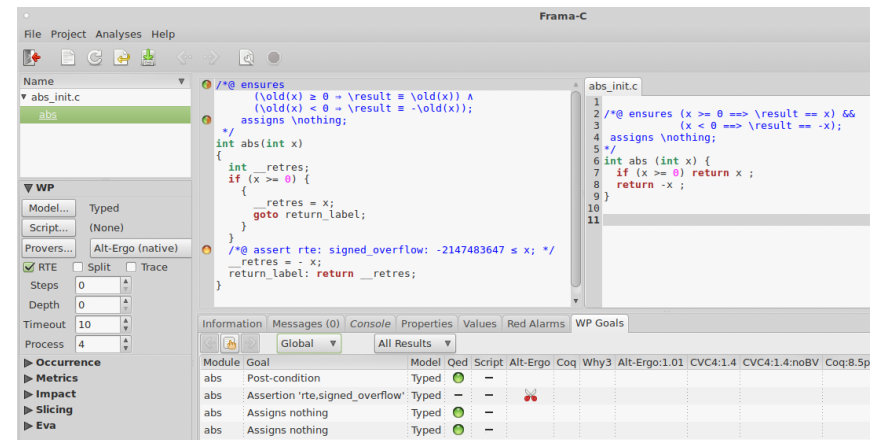 Frama-C
File Project Analyses Help
Name
abs_init.c
abs
WP
Model... Typed
Script... (None)
Provers... Alt-Ergo (native)
RTE Split Trace
Steps 0
Depth 0
Timeout 10
Process 4
Occurrence
Metrics
Impact
Slicing
Eva
/*@ ensures
(\old(x) ≥ 0 ⇒ \result ≡ \old(x)) ∧
(\old(x) < 0 ⇒ \result ≡ -\old(x));
assigns \nothing;
*/
int abs(int x)
{
int __retres;
if (x >= 0) {
{
__retres = x;
goto return_label;
}
}
/*@ assert rte: signed_overflow: -2147483647 ≤ x; */
__retres = - x;
return_label: return __retres;
}
abs_init.c
1
2 /*@ ensures (x >= 0 ==> \result == x) &&
3 (x < 0 ==> \result == -x);
4 assigns \nothing;
5 */
6 int abs (int x) {
7 if (x >= 0) return x ;
8 return -x ;
9 }
10
11
Information Messages (0) Console Properties Values Red Alarms WP Goals
Global All Results
Module Goal Model Qed Script Alt-Ergo Coq Why3 Alt-Ergo:1.01 CVC4:1.4 CVC4:1.4:noBV Coq:8.5p
abs Post-condition Typed —
abs Assertion 'rte,signed_overflow' Typed — —
abs Assigns nothing Typed —
abs Assigns nothing Typed —